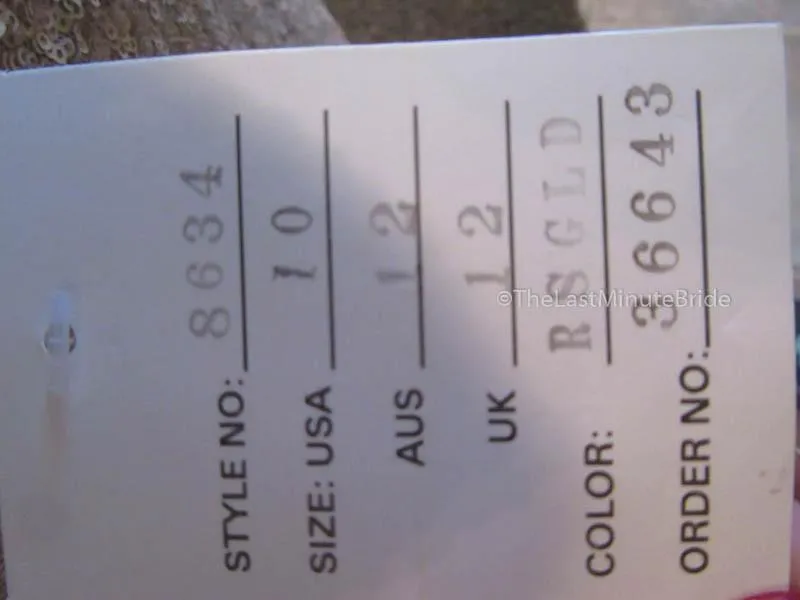 STYLE NO: 8634
SIZE: USA 10
AUS 12
UK 12
COLOR: RSGLD
ORDER NO: 36643
©TheLastMinuteBride